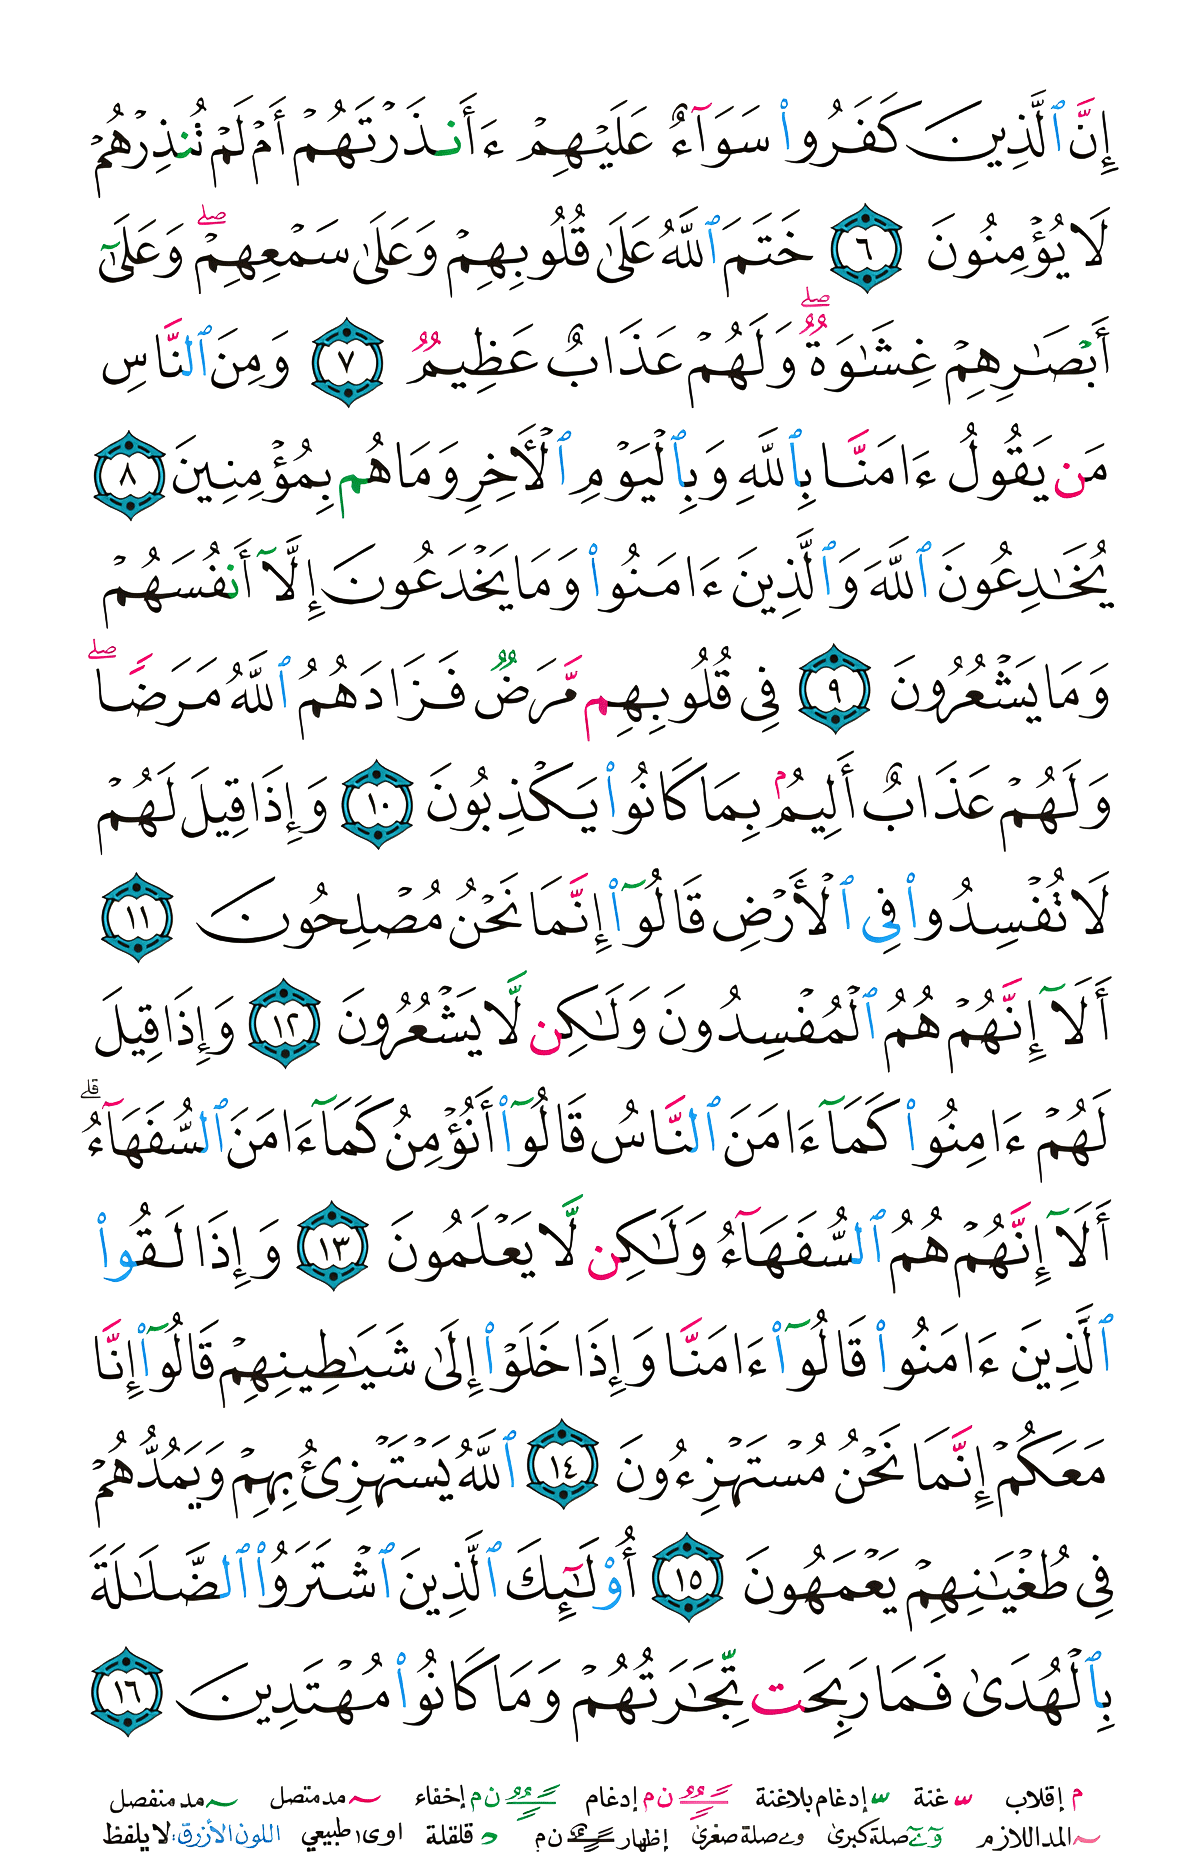 إِنَّ ٱلَّذِينَ كَفَرُوا۟ سَوَآءٌ عَلَيْهِمْ ءَأَنذَرْتَهُمْ أَمْ لَمْ تُنذِرْهُمْ
لَا يُؤْمِنُونَ ٦ خَتَمَ ٱللَّهُ عَلَىٰ قُلُوبِهِمْ وَعَلَىٰ سَمْعِهِمْ ۖ وَعَلَىٰٓ
أَبْصَـٰرِهِمْ غِشَـٰوَةٌ ۖ وَلَهُمْ عَذَابٌ عَظِيمٌ ٧ وَمِنَ ٱلنَّاسِ
مَن يَقُولُ ءَامَنَّا بِٱللَّهِ وَبِٱلْيَوْمِ ٱلْـَٔاخِرِ وَمَا هُم بِمُؤْمِنِينَ ٨
يُخَـٰدِعُونَ ٱللَّهَ وَٱلَّذِينَ ءَامَنُوا۟ وَمَا يَخْدَعُونَ إِلَّآ أَنفُسَهُمْ
وَمَا يَشْعُرُونَ ٩ فِى قُلُوبِهِم مَّرَضٌ فَزَادَهُمُ ٱللَّهُ مَرَضًا ۖ
وَلَهُمْ عَذَابٌ أَلِيمٌۢ بِمَا كَانُوا۟ يَكْذِبُونَ ١٠ وَإِذَا قِيلَ لَهُمْ
لَا تُفْسِدُوا۟ فِى ٱلْأَرْضِ قَالُوٓا۟ إِنَّمَا نَحْنُ مُصْلِحُونَ ١١
أَلَآ إِنَّهُمْ هُمُ ٱلْمُفْسِدُونَ وَلَـٰكِن لَّا يَشْعُرُونَ ١٢ وَإِذَا قِيلَ
لَهُمْ ءَامِنُوا۟ كَمَآ ءَامَنَ ٱلنَّاسُ قَالُوٓا۟ أَنُؤْمِنُ كَمَآ ءَامَنَ ٱلسُّفَهَآءُ ۗ
أَلَآ إِنَّهُمْ هُمُ ٱلسُّفَهَآءُ وَلَـٰكِن لَّا يَعْلَمُونَ ١٣ وَإِذَا لَقُوا۟
ٱلَّذِينَ ءَامَنُوا۟ قَالُوٓا۟ ءَامَنَّا وَإِذَا خَلَوْا۟ إِلَىٰ شَيَـٰطِينِهِمْ قَالُوٓا۟ إِنَّا
مَعَكُمْ إِنَّمَا نَحْنُ مُسْتَهْزِءُونَ ١٤ ٱللَّهُ يَسْتَهْزِئُ بِهِمْ وَيَمُدُّهُمْ
فِى طُغْيَـٰنِهِمْ يَعْمَهُونَ ١٥ أُو۟لَـٰٓئِكَ ٱلَّذِينَ ٱشْتَرَوُا۟ ٱلضَّلَـٰلَةَ
بِٱلْهُدَىٰ فَمَا رَبِحَت تِّجَـٰرَتُهُمْ وَمَا كَانُوا۟ مُهْتَدِينَ ١٦
م إقلاب غنة إدغام بلاغنة ن م إدغام ن م إخفاء مد متصل مد منفصل
المد اللازم و ے صلة كبرى و ے صلة صغرى إظهار ن م قلقلة اوى طبيعي اللون الأزرق: لا يلفظ